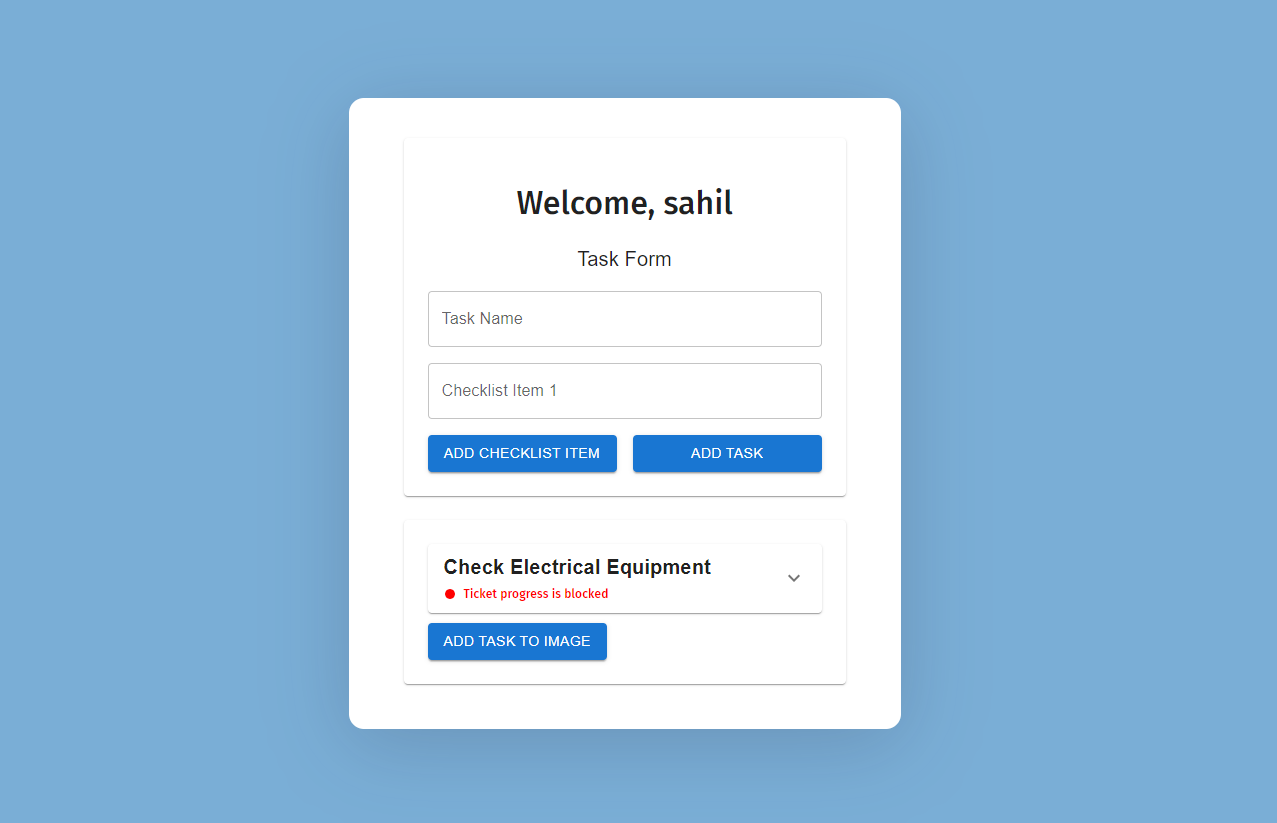 Welcome, sahil
Task Form
Task Name
Checklist Item 1
ADD CHECKLIST ITEM ADD TASK
Check Electrical Equipment
Ticket progress is blocked
ADD TASK TO IMAGE